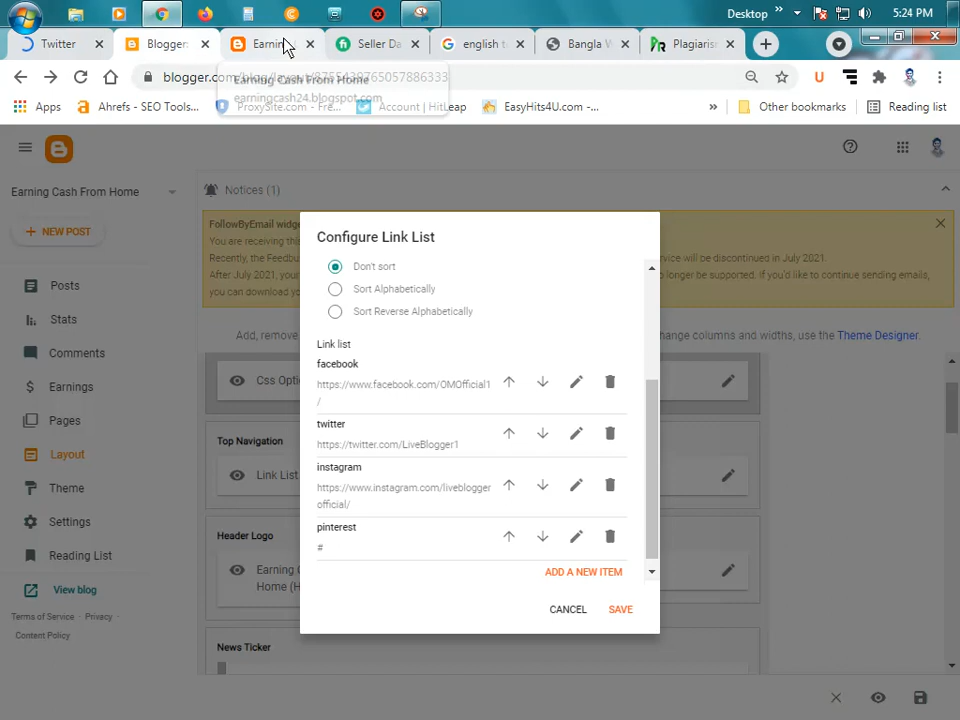 Desktop
»
5:24 PM
Twitter
Blogger:
Earnin
Seller Da
english t
Bangla W
Plagiaris
blogger.com/blog/layout/8755430765057886333
Earning Cash From Home
earningcash24.blogspot.com
Apps
Ahrefs - SEO Tools...
ProxySite.com - Fre...
Account | HitLeap
EasyHits4U.com -...
»
Other bookmarks
Reading list
Notices (1)
Earning Cash From Home
+ NEW POST
Posts
Stats
Comments
Earnings
Pages
Layout
Theme
Settings
Reading List
View blog
Terms of Service · Privacy ·
Content Policy
FollowByEmail widg
You are receiving this
Recently, the Feedbu
rvice will be discontinued in July 2021
After July 2021, your
o longer be supported. If you'd like to continue sending emails,
you can download yo
Add, remove,
hange columns and widths, use the Theme Designer.
Css Optio
Top Navigation
Link List
Header Logo
Earning C
Home (H
News Ticker
Configure Link List
Don't sort
Sort Alphabetically
Sort Reverse Alphabetically
Link list
facebook
https://www.facebook.com/OMOfficial1
/
twitter
https://twitter.com/LiveBlogger1
instagram
https://www.instagram.com/liveblogger
official/
pinterest
#
ADD A NEW ITEM
CANCEL
SAVE